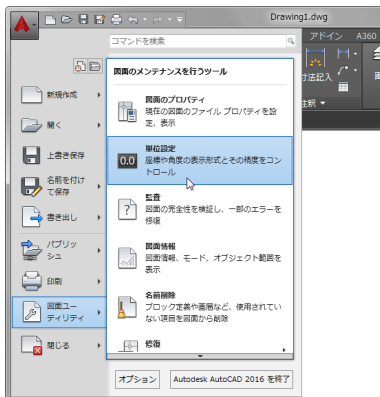 Drawing1.dwg
コマンドを検索
アドイン A360
寸法記入
注釈
図面のメンテナンスを行うツール
新規作成
開く
上書き保存
名前を付け
て保存
書き出し
パブリッ
シュ
印刷
図面ユー
ティリティ
閉じる
図面のプロパティ
現在の図面のファイル プロパティを設
定、表示
単位設定
0.0
座標や角度の表示形式とその精度をコン
トロール
監査
図面の完全性を検証し、一部のエラーを
修復
図面情報
図面情報、モード、オブジェクト範囲を
表示
名前削除
ブロック定義や画層など、使用されてい
ない項目を図面から削除
修復
オプション
Autodesk AutoCAD 2016 を終了